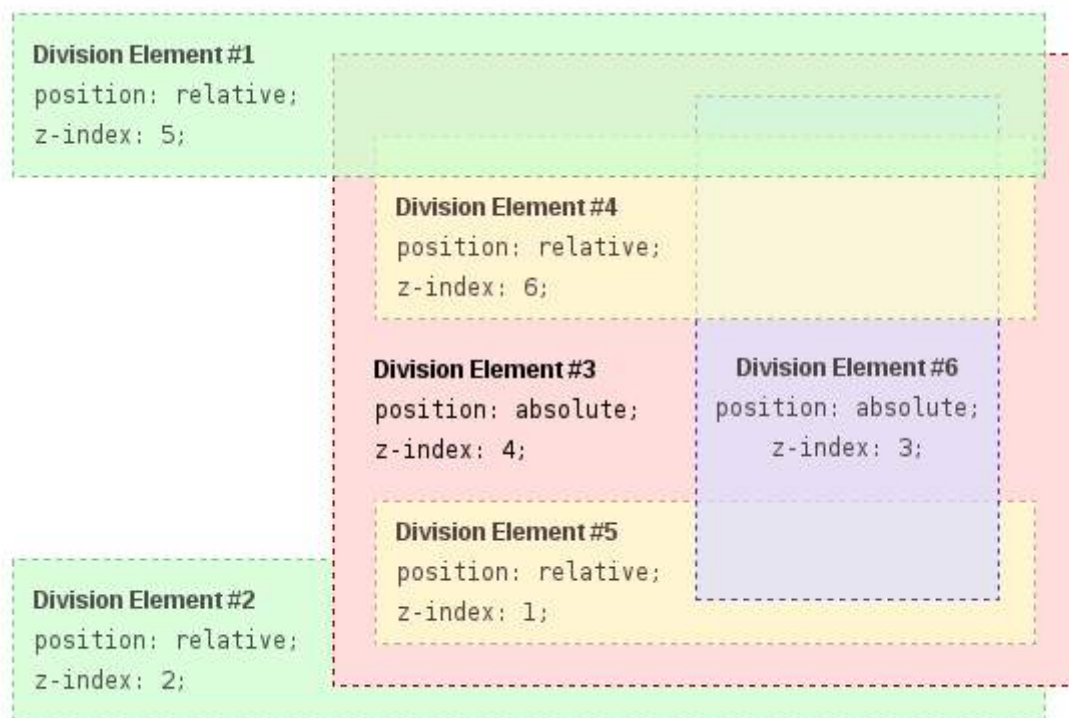 Division Element #1
position: relative;
z-index: 5;
Division Element #4
position: relative;
z-index: 6;
Division Element #3
position: absolute;
z-index: 4;
Division Element #6
position: absolute;
z-index: 3;
Division Element #5
position: relative;
z-index: 1;
Division Element #2
position: relative;
z-index: 2;